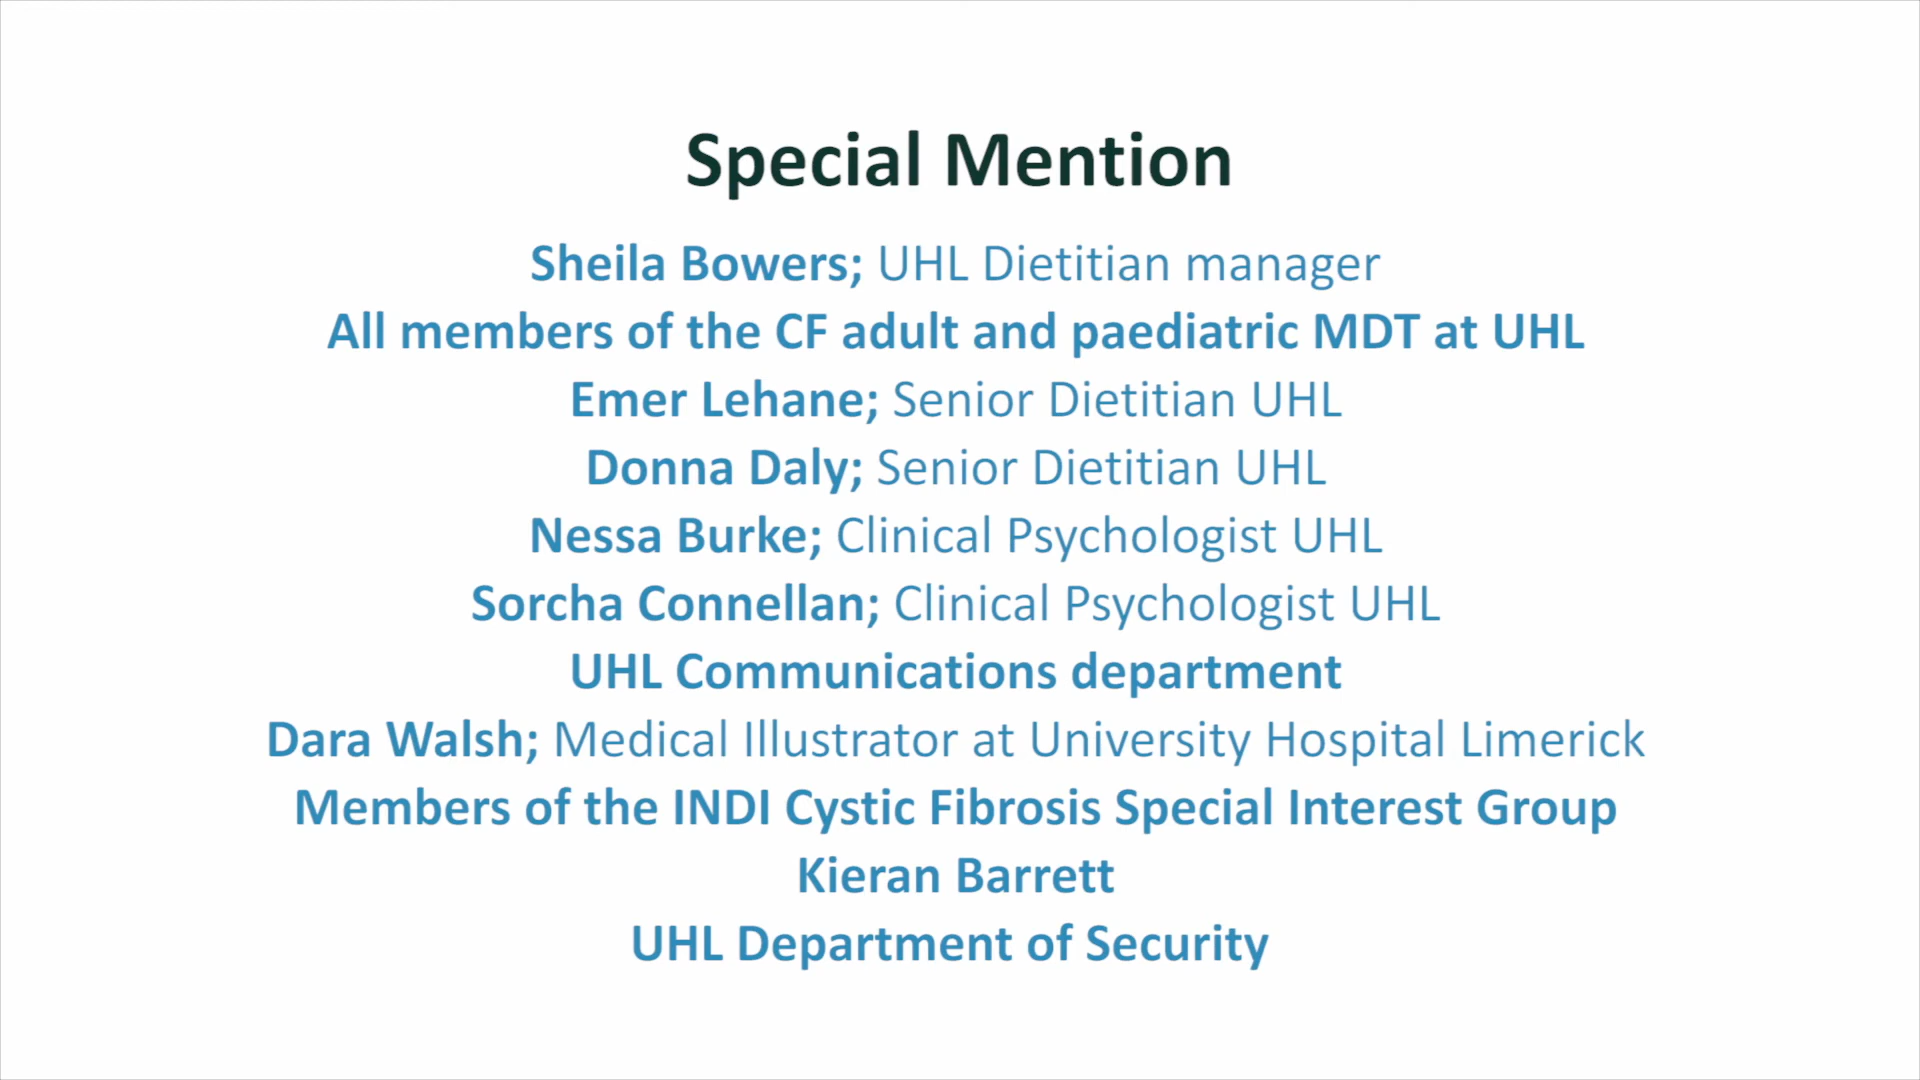 Special Mention
Sheila Bowers; UHL Dietitian manager
All members of the CF adult and paediatric MDT at UHL
Emer Lehane; Senior Dietitian UHL
Donna Daly; Senior Dietitian UHL
Nessa Burke; Clinical Psychologist UHL
Sorcha Connellan; Clinical Psychologist UHL
UHL Communications department
Dara Walsh; Medical Illustrator at University Hospital Limerick
Members of the INDI Cystic Fibrosis Special Interest Group
Kieran Barrett
UHL Department of Security